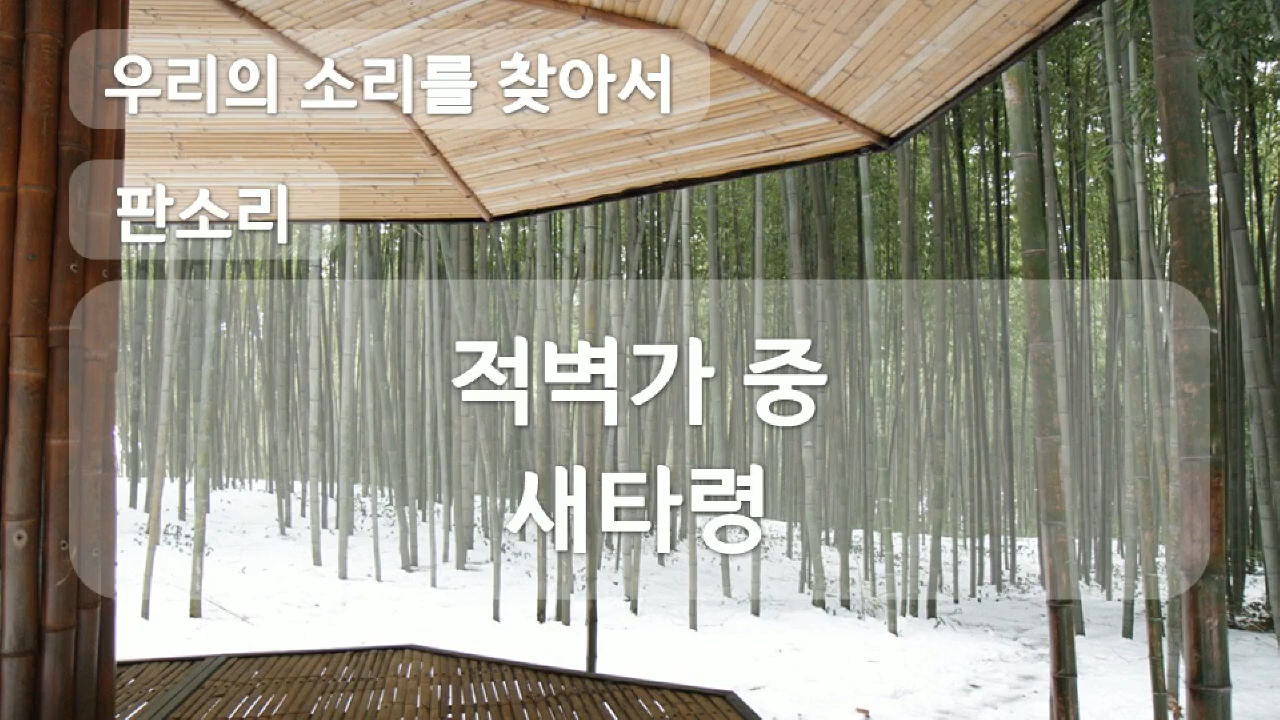 우리의 소리를 찾아서
판소리
적벽가 중
새타령